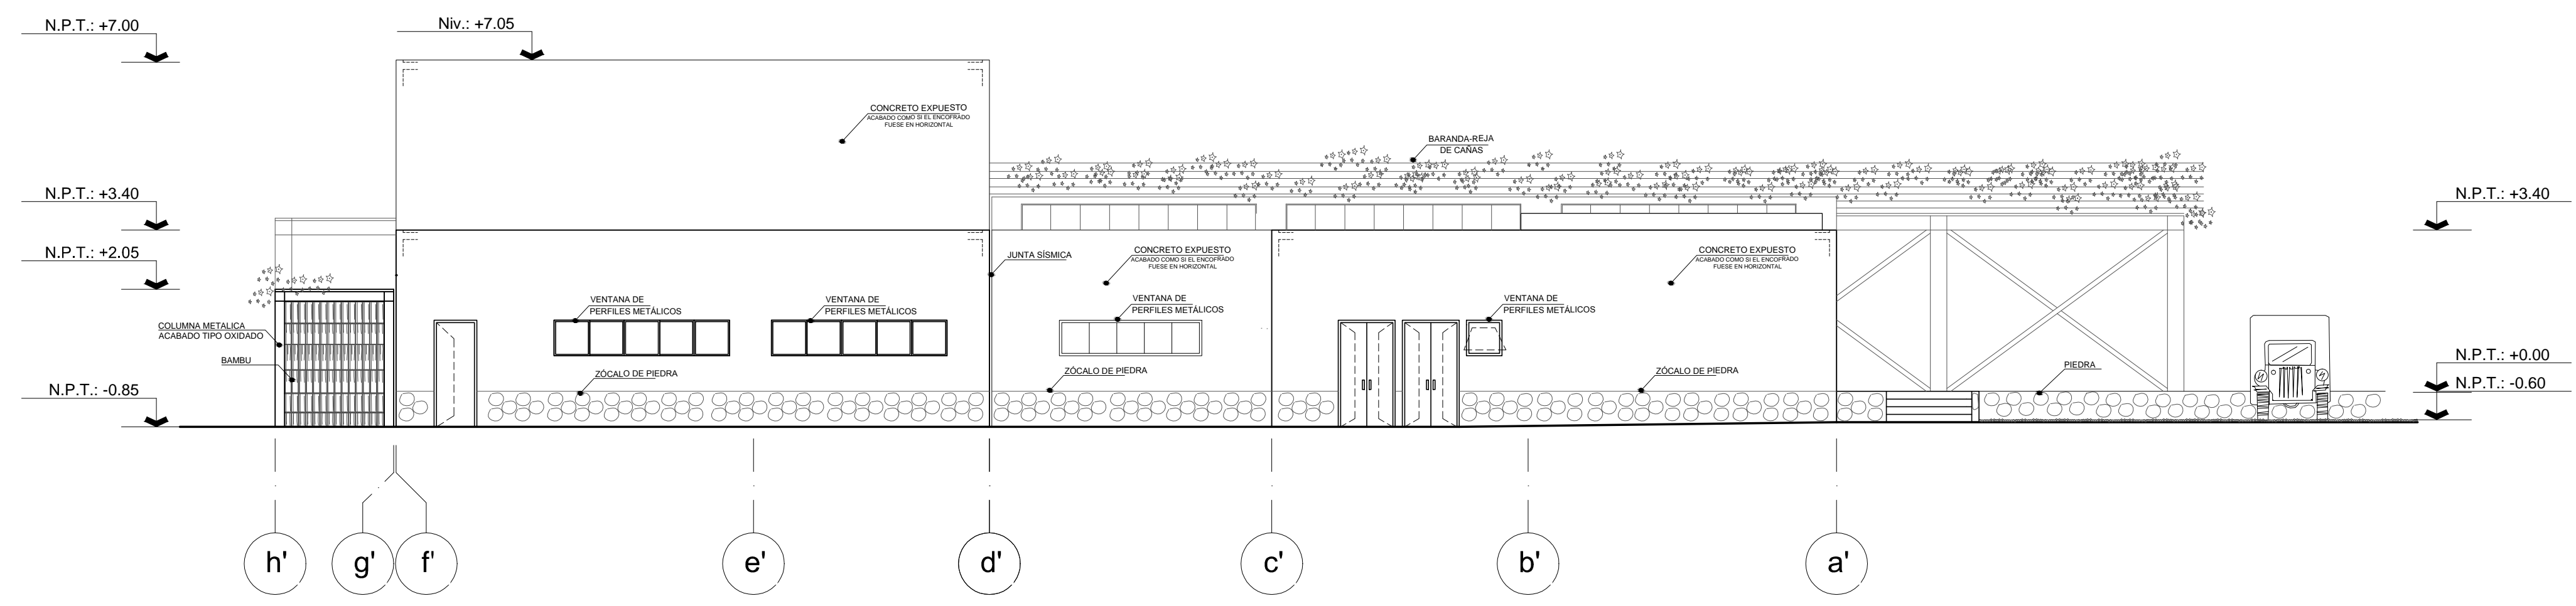 N.P.T.: +7.00
Niv.: +7.05
CONCRETO EXPUESTO
ACABADO COMO SI EL ENCOFRADO
FUESE EN HORIZONTAL
BARANDA-REJA
DE CAÑAS
N.P.T.: +3.40
N.P.T.: +3.40
N.P.T.: +2.05
JUNTA SÍSMICA
CONCRETO EXPUESTO
ACABADO COMO SI EL ENCOFRADO
FUESE EN HORIZONTAL
CONCRETO EXPUESTO
ACABADO COMO SI EL ENCOFRADO
FUESE EN HORIZONTAL
VENTANA DE
PERFILES METÁLICOS
VENTANA DE
PERFILES METÁLICOS
VENTANA DE
PERFILES METÁLICOS
VENTANA DE
PERFILES METÁLICOS
COLUMNA METALICA
ACABADO TIPO OXIDADO
BAMBU
ZÓCALO DE PIEDRA
ZÓCALO DE PIEDRA
ZÓCALO DE PIEDRA
PIEDRA
N.P.T.: +0.00
N.P.T.: -0.60
N.P.T.: -0.85
h'
g'
f'
e'
d'
c'
b'
a'